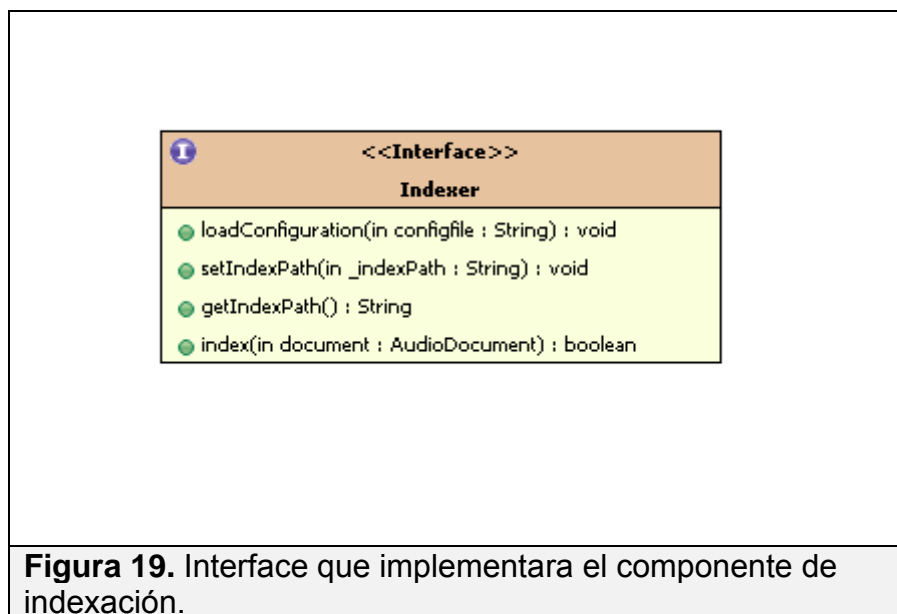 <<Interface>>
Indexer
loadConfiguration(in configfile : String) : void
setIndexPath(in _indexPath : String) : void
getIndexPath() : String
index(in document : AudioDocument) : boolean
Figura 19. Interface que implementara el componente de
indexación.